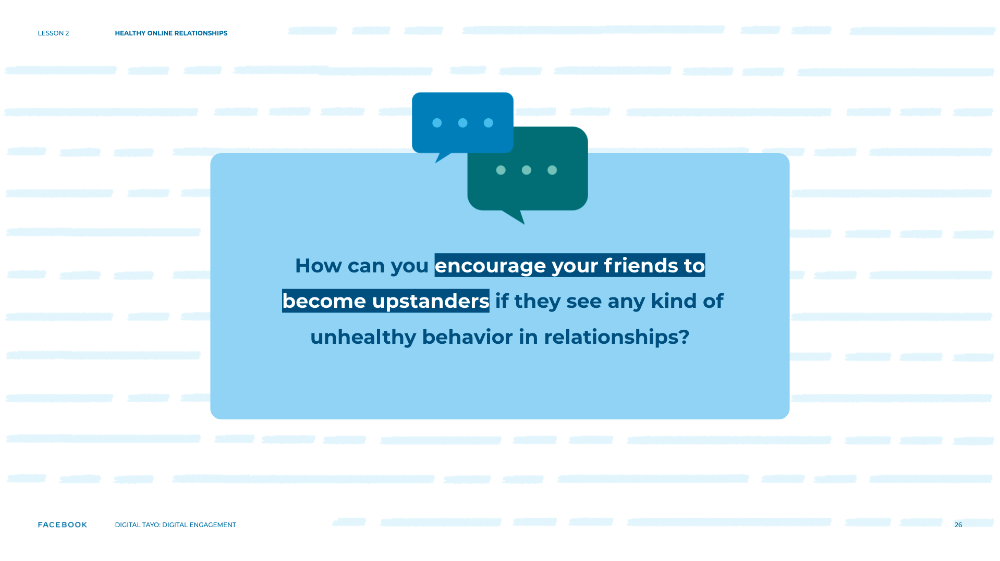 LESSON 2
HEALTHY ONLINE RELATIONSHIPS
How can you encourage your friends to
become upstanders if they see any kind of
unhealthy behavior in relationships?
FACEBOOK
DIGITAL TAYO: DIGITAL ENGAGEMENT
26